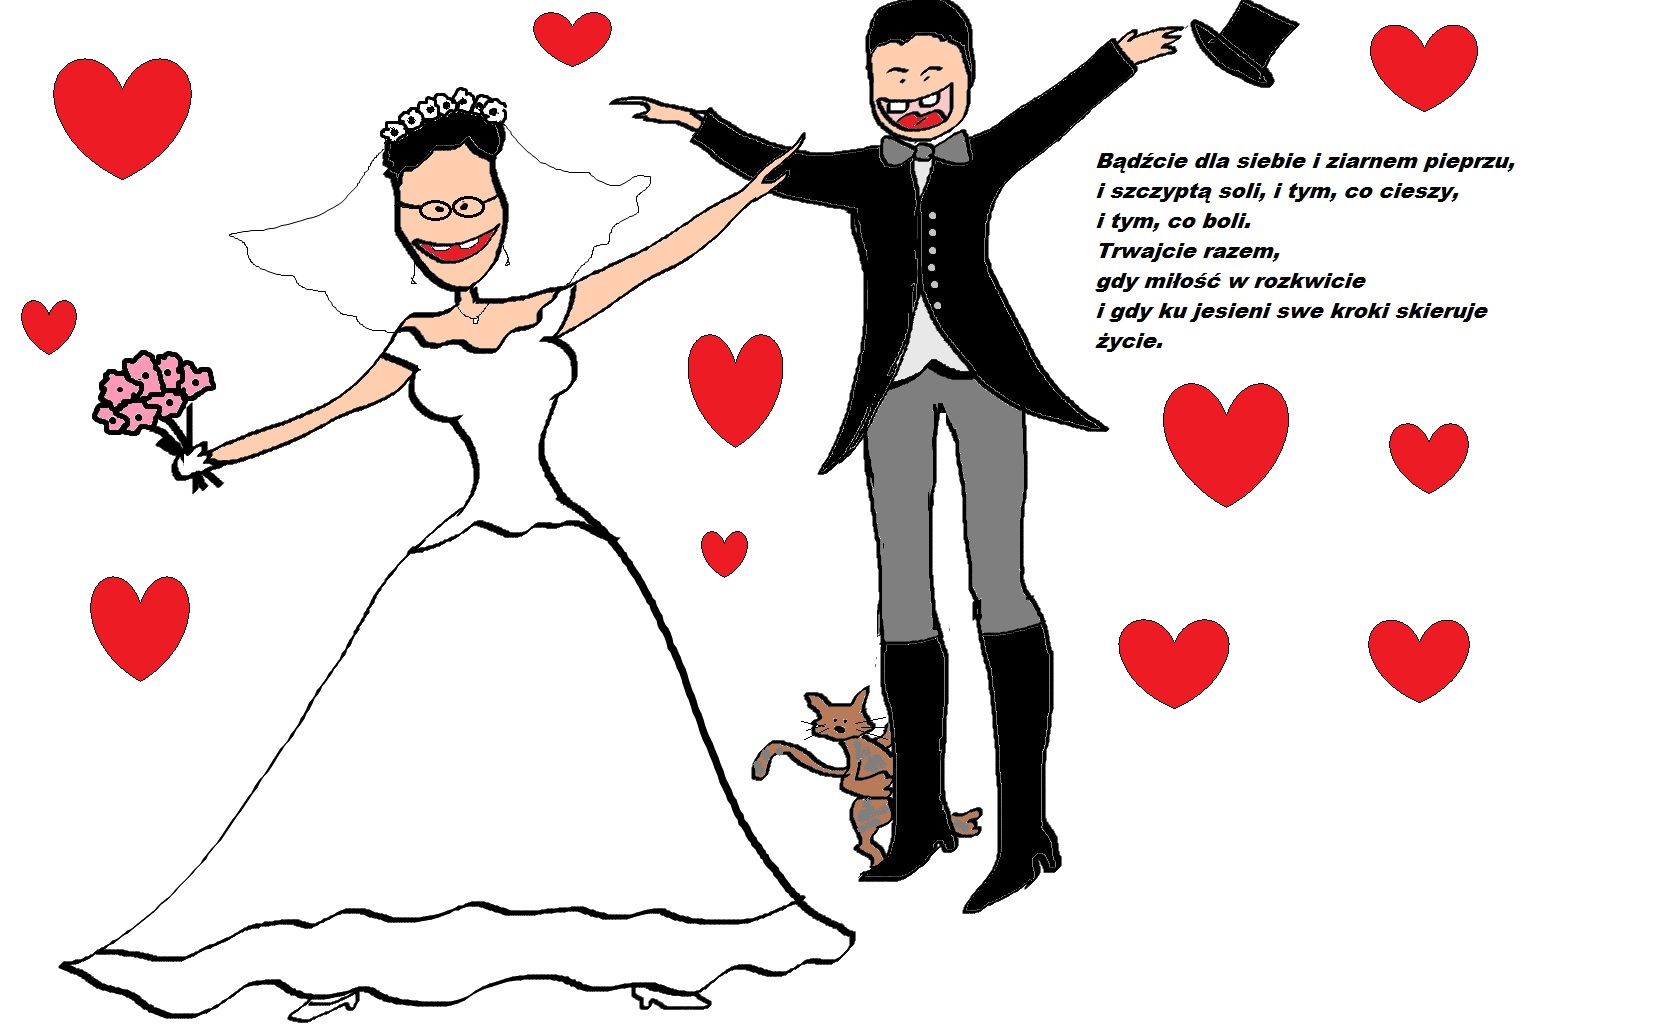 Bądźcie dla siebie i ziarnem pieprzu,
i szczyptą soli, i tym, co cieszy,
i tym, co boli.
Trwajcie razem,
gdy miłość w rozkwicie
i gdy ku jesieni swe kroki skieruje
życie.